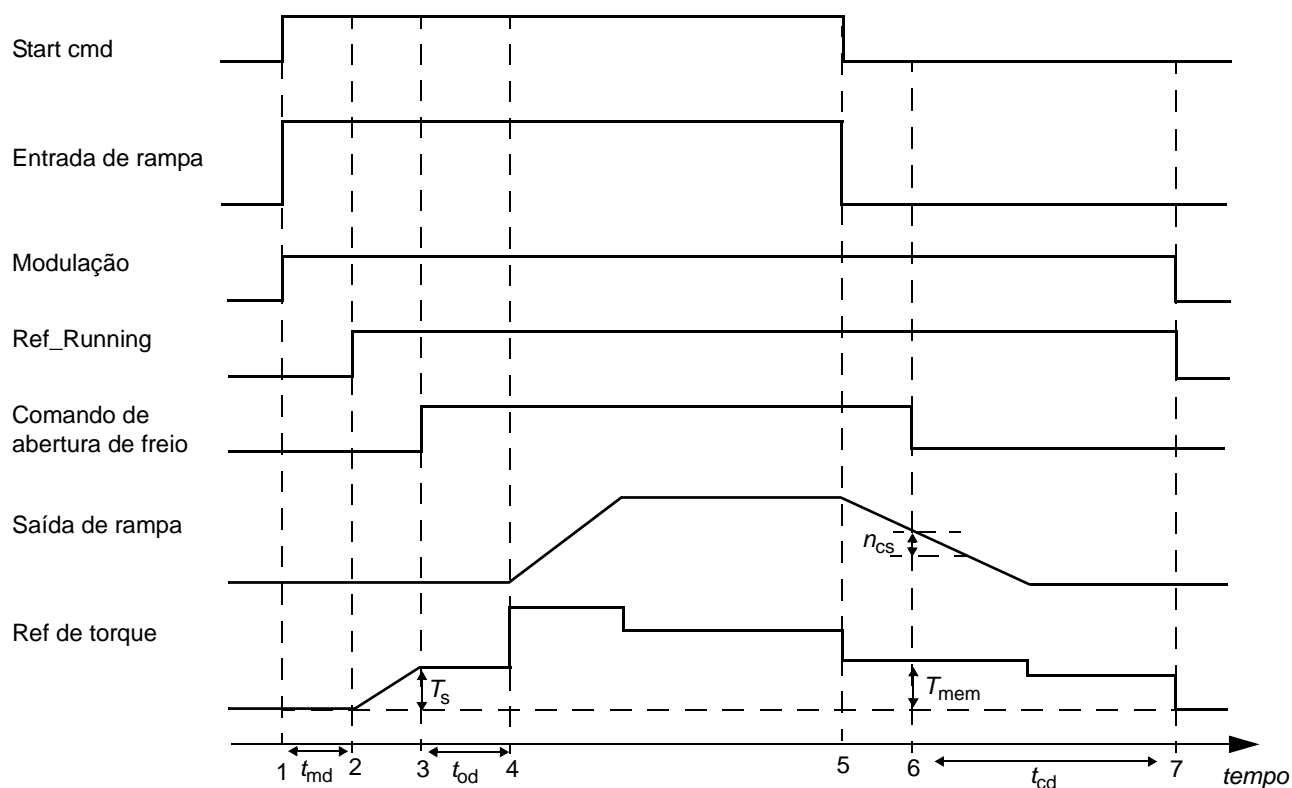 Start cmd
Entrada de rampa
Modulação
Ref_Running
Comando de
abertura de freio
Saída de rampa
ncs
Ref de torque
Ts
Tmem
1 tmd 2 3 tod 4 5 6 tcd 7 tempo